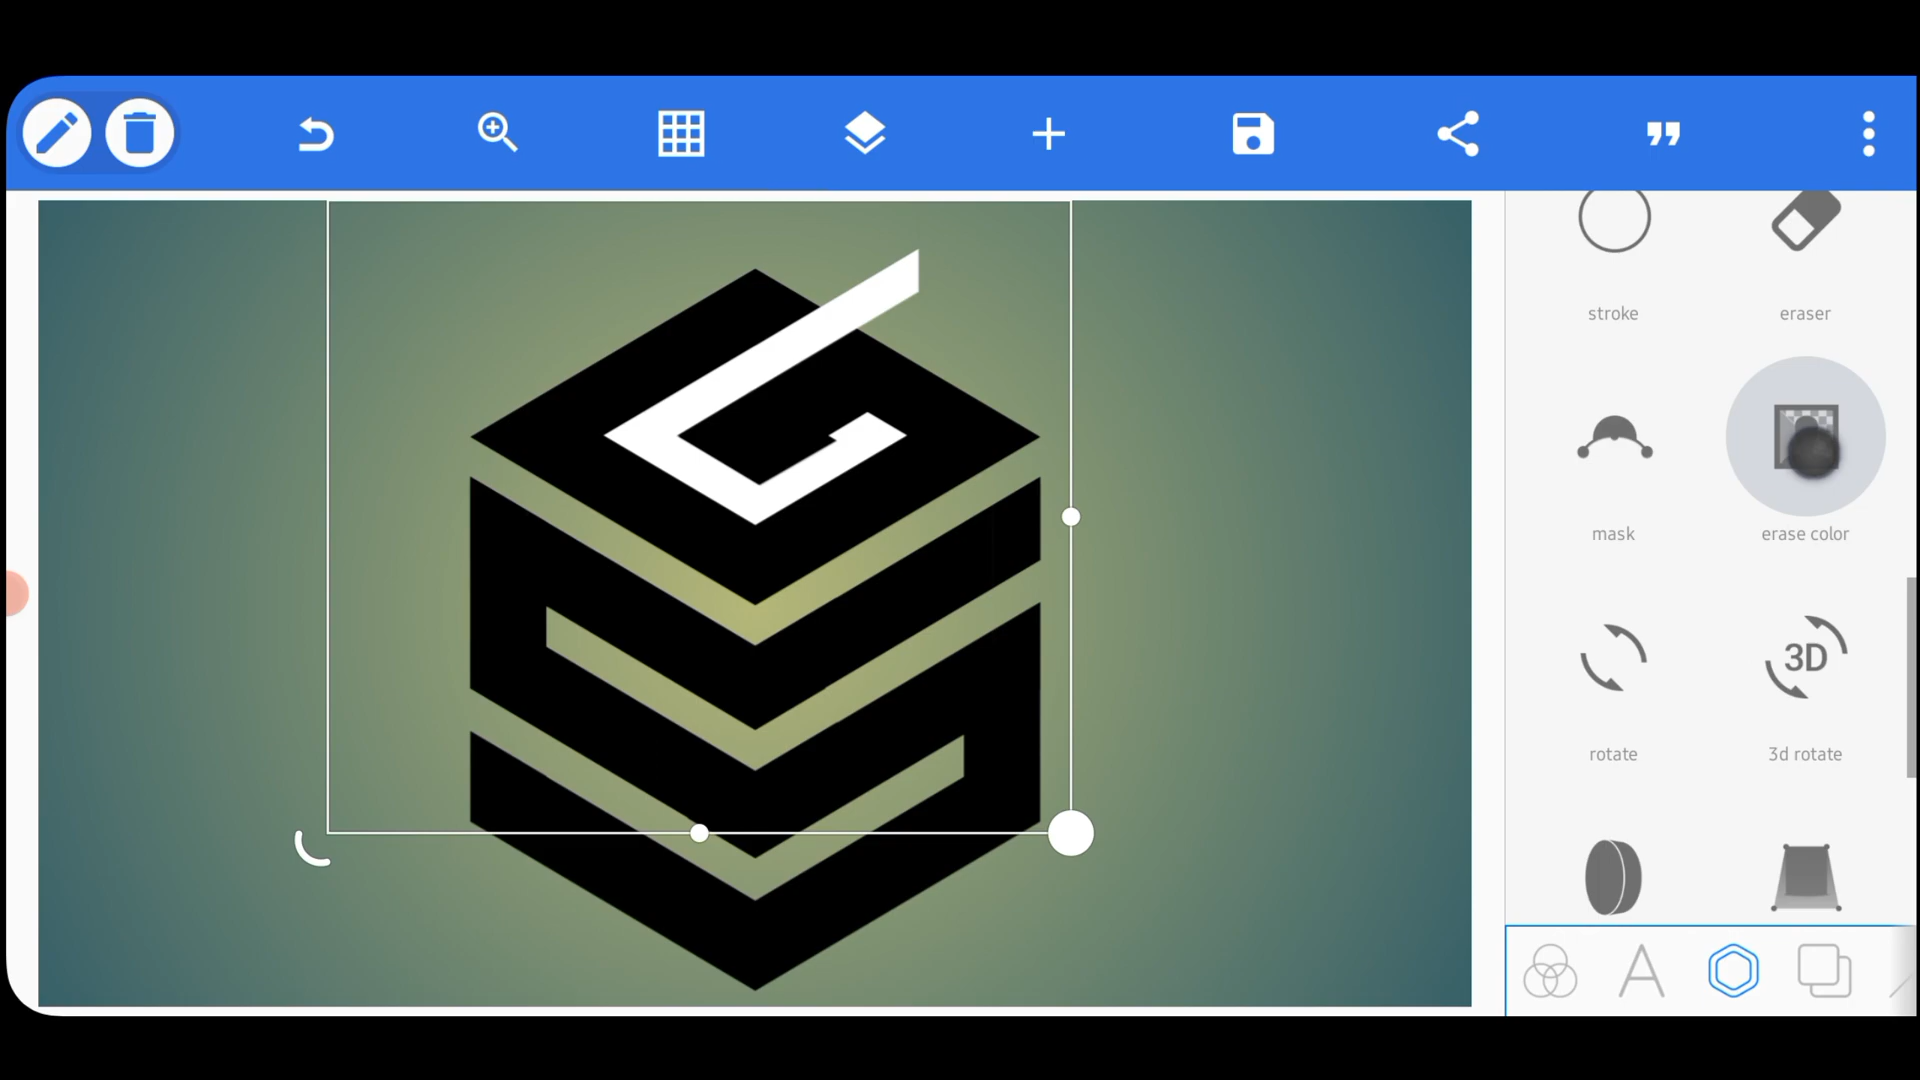 stroke
eraser
mask
erase color
3D
rotate
3d rotate